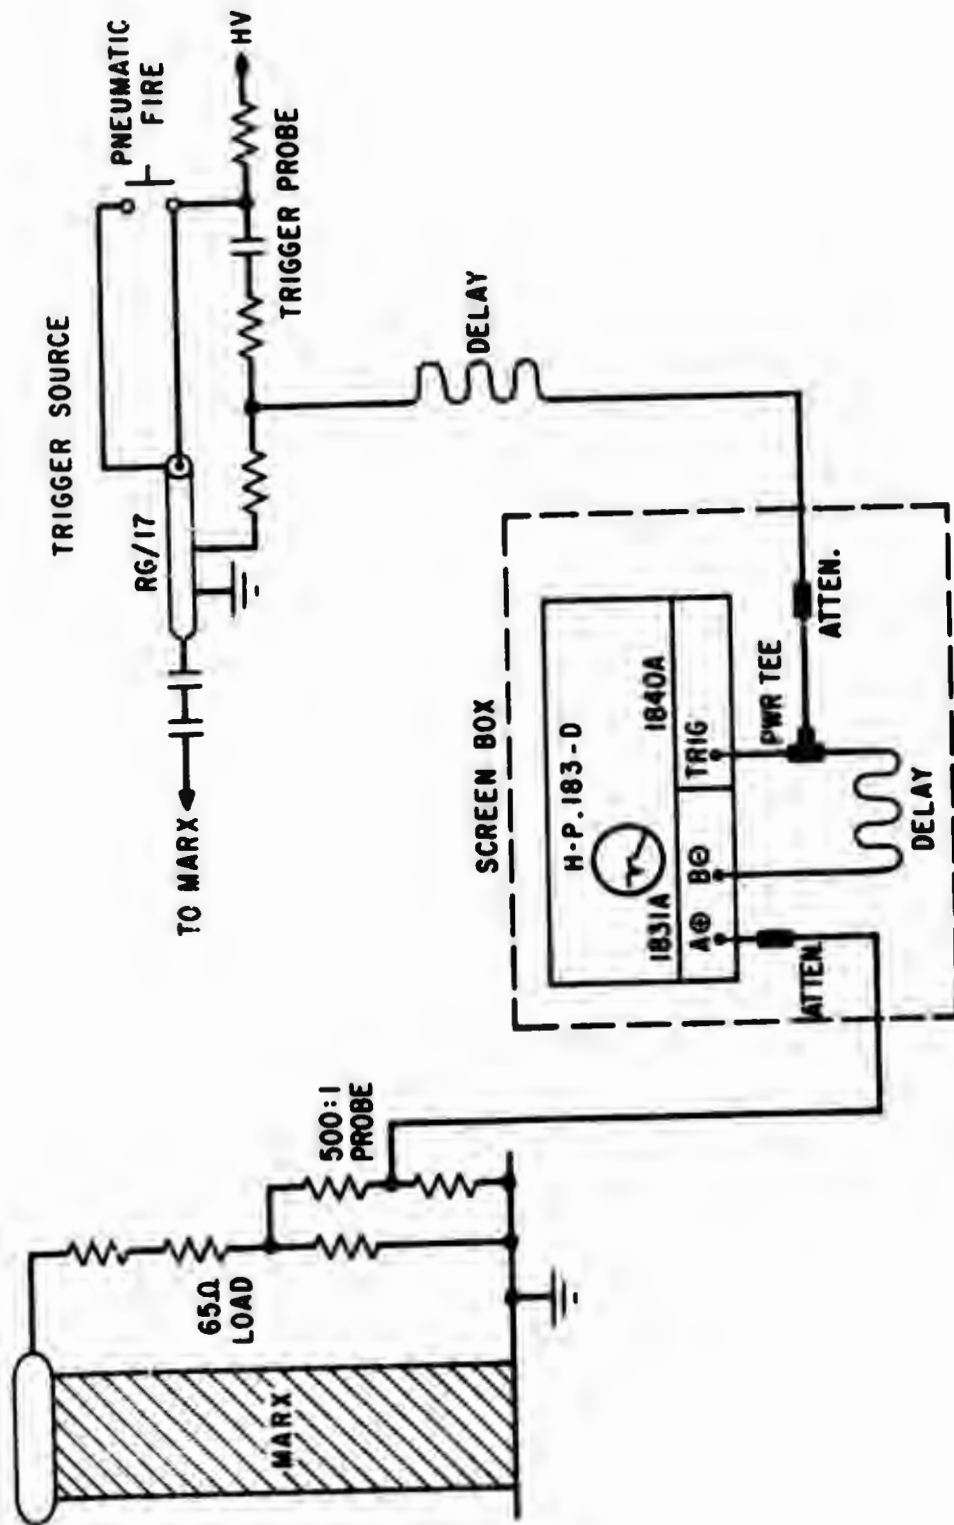 TRIGGER SOURCE
PNEUMATIC
FIRE
RG/17
HV
TO MARX
TRIGGER PROBE
DELAY
500:1
PROBE
65Ω
LOAD
MARX
SCREEN BOX
H-P. 183-D
1831A
1840A
A⊕
B⊖
TRIG
PWR TEE
ATTEN.
ATTEN.
DELAY